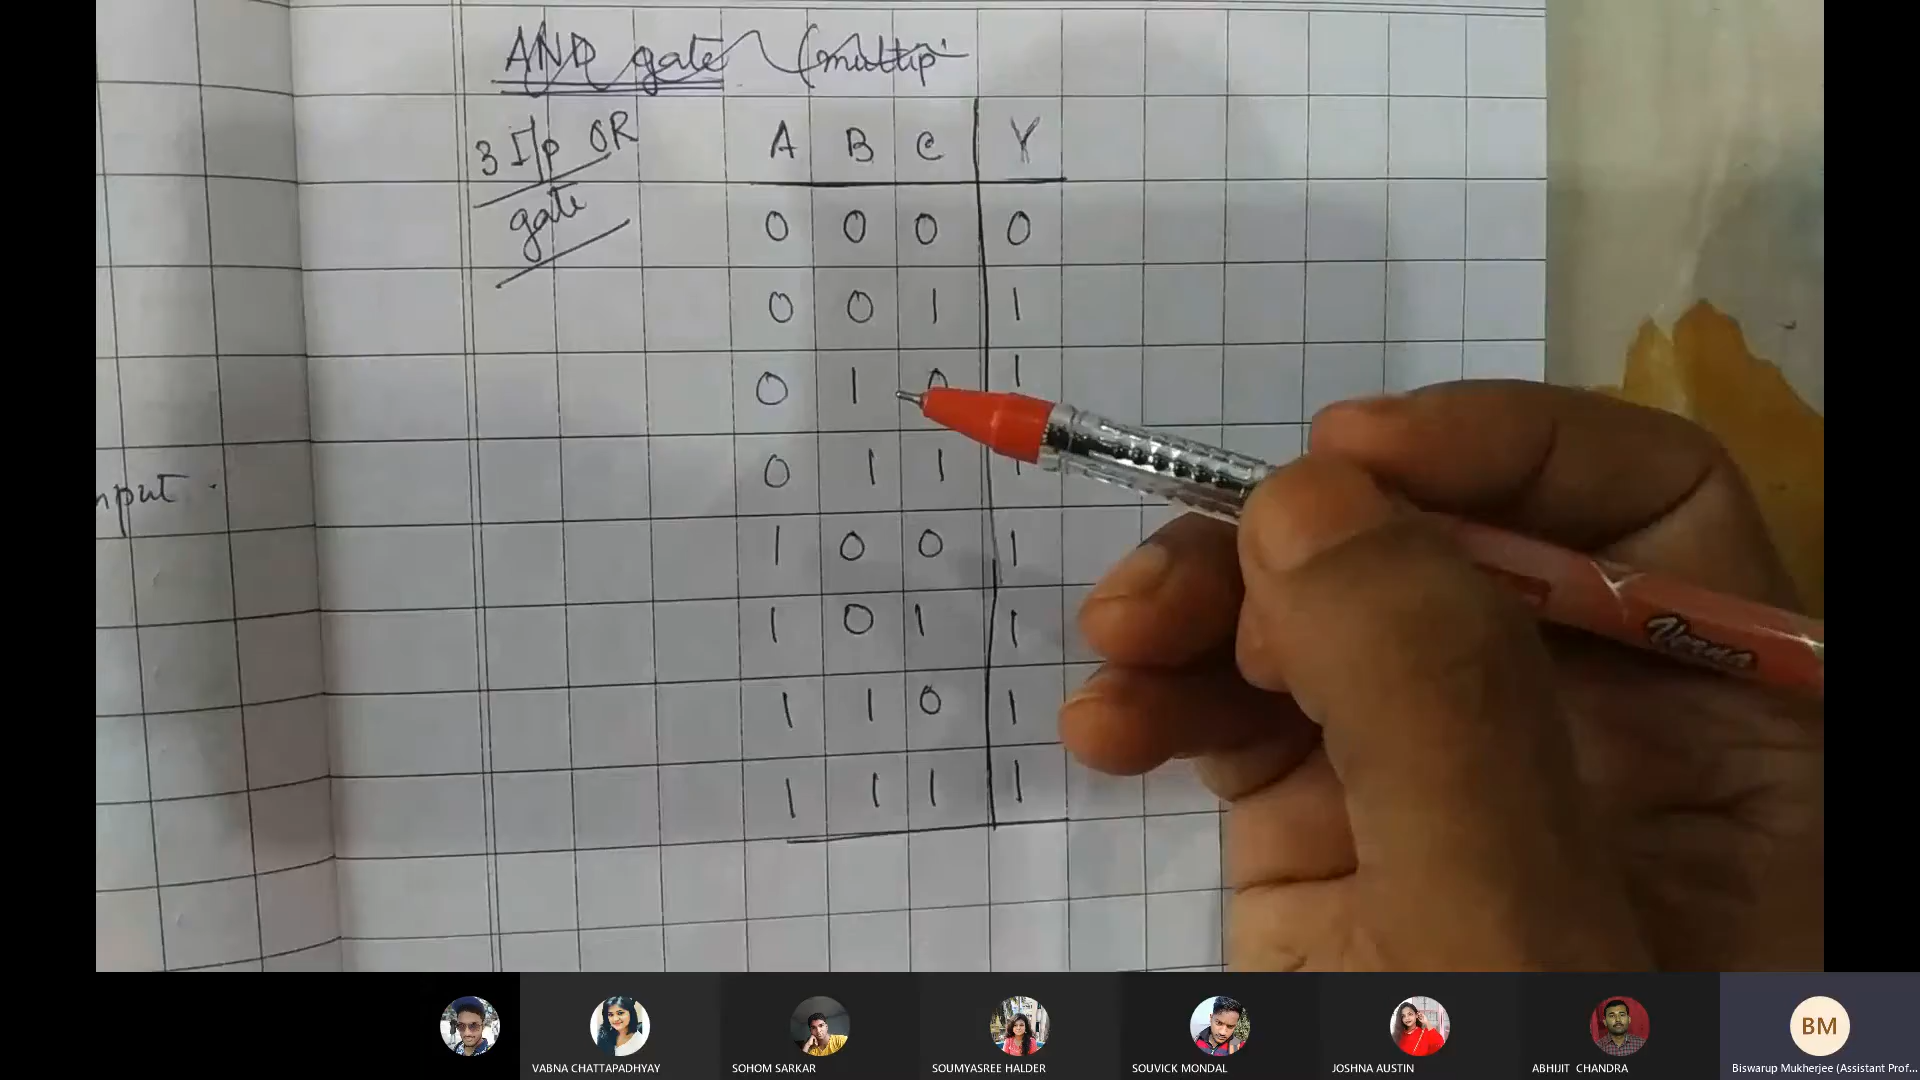 AND gate (multip
3 I/p OR
gate
A B C Y
0 0 0 0
0 0 1 1
0 1 0 1
0 1 1 1
1 0 0 1
1 0 1 1
1 1 0 1
1 1 1 1
nput.
VABNA CHATTAPADHYAY
SOHOM SARKAR
SOUMYASREE HALDER
SOUVICK MONDAL
JOSHNA AUSTIN
ABHIJIT CHANDRA
BM
Biswarup Mukherjee (Assistant Prof...